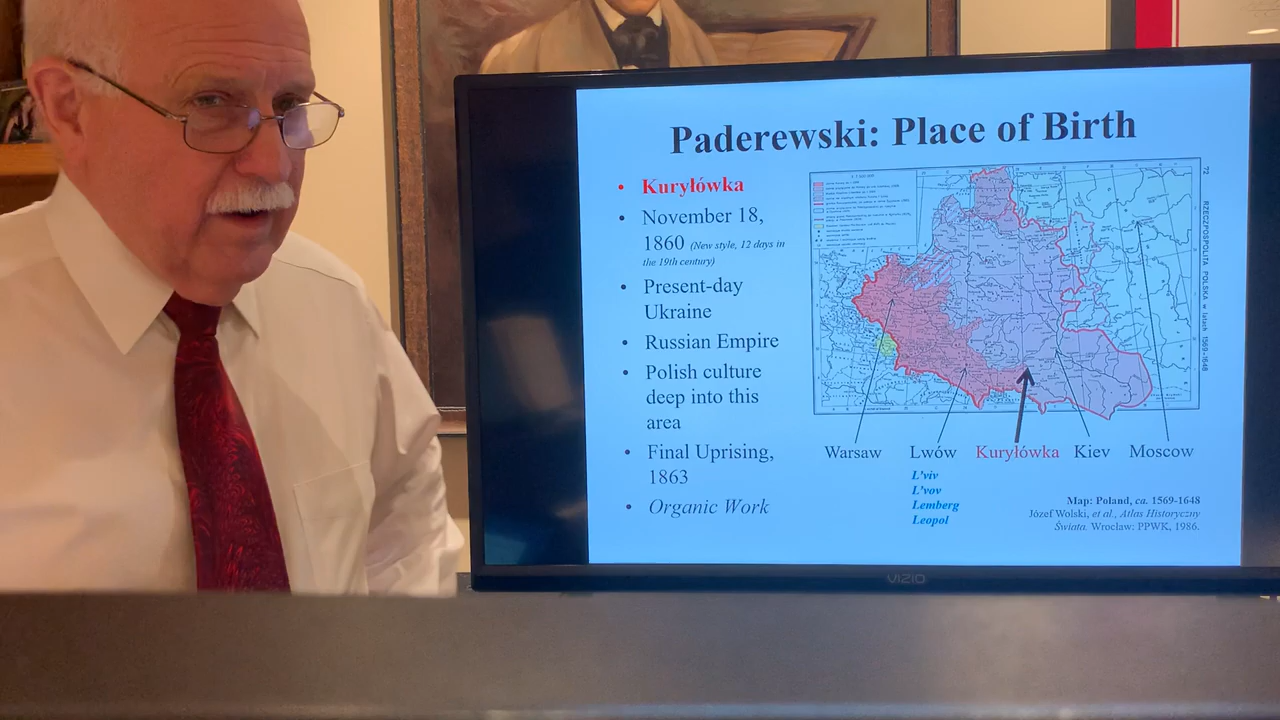 Paderewski: Place of Birth
• Kuryłówka
• November 18,
1860 (New style, 12 days in
the 19th century)
• Present-day
Ukraine
• Russian Empire
• Polish culture
deep into this
area
• Final Uprising,
1863
• Organic Work
72
RZECZPOSPOLITA POLSKA w latach 1569-1648
Warsaw
Lwów
Kuryłówka
Kiev
Moscow
L'viv
L'vov
Lemberg
Leopol
Map: Poland, ca. 1569-1648
Józef Wolski, et al., Atlas Historyczny
Świata. Wrocław: PPWK, 1986.
VIZIO